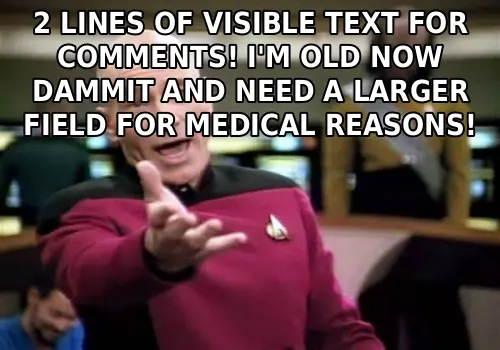 2 LINES OF VISIBLE TEXT FOR
COMMENTS! I'M OLD NOW
DAMMIT AND NEED A LARGER
FIELD FOR MEDICAL REASONS!